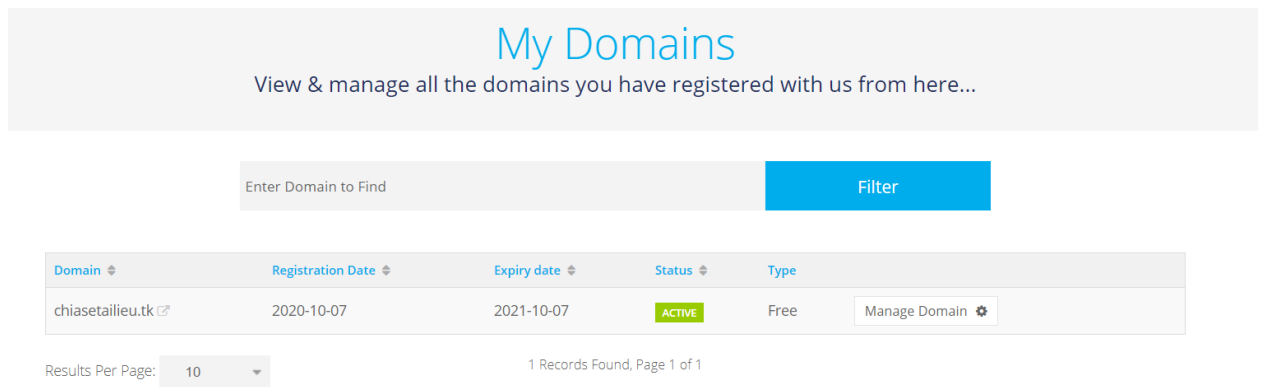 My Domains
View & manage all the domains you have registered with us from here...
Enter Domain to Find Filter
Domain Registration Date Expiry date Status Type
chiasetailieu.tk 2020-10-07 2021-10-07 ACTIVE Free Manage Domain
Results Per Page: 10 1 Records Found, Page 1 of 1